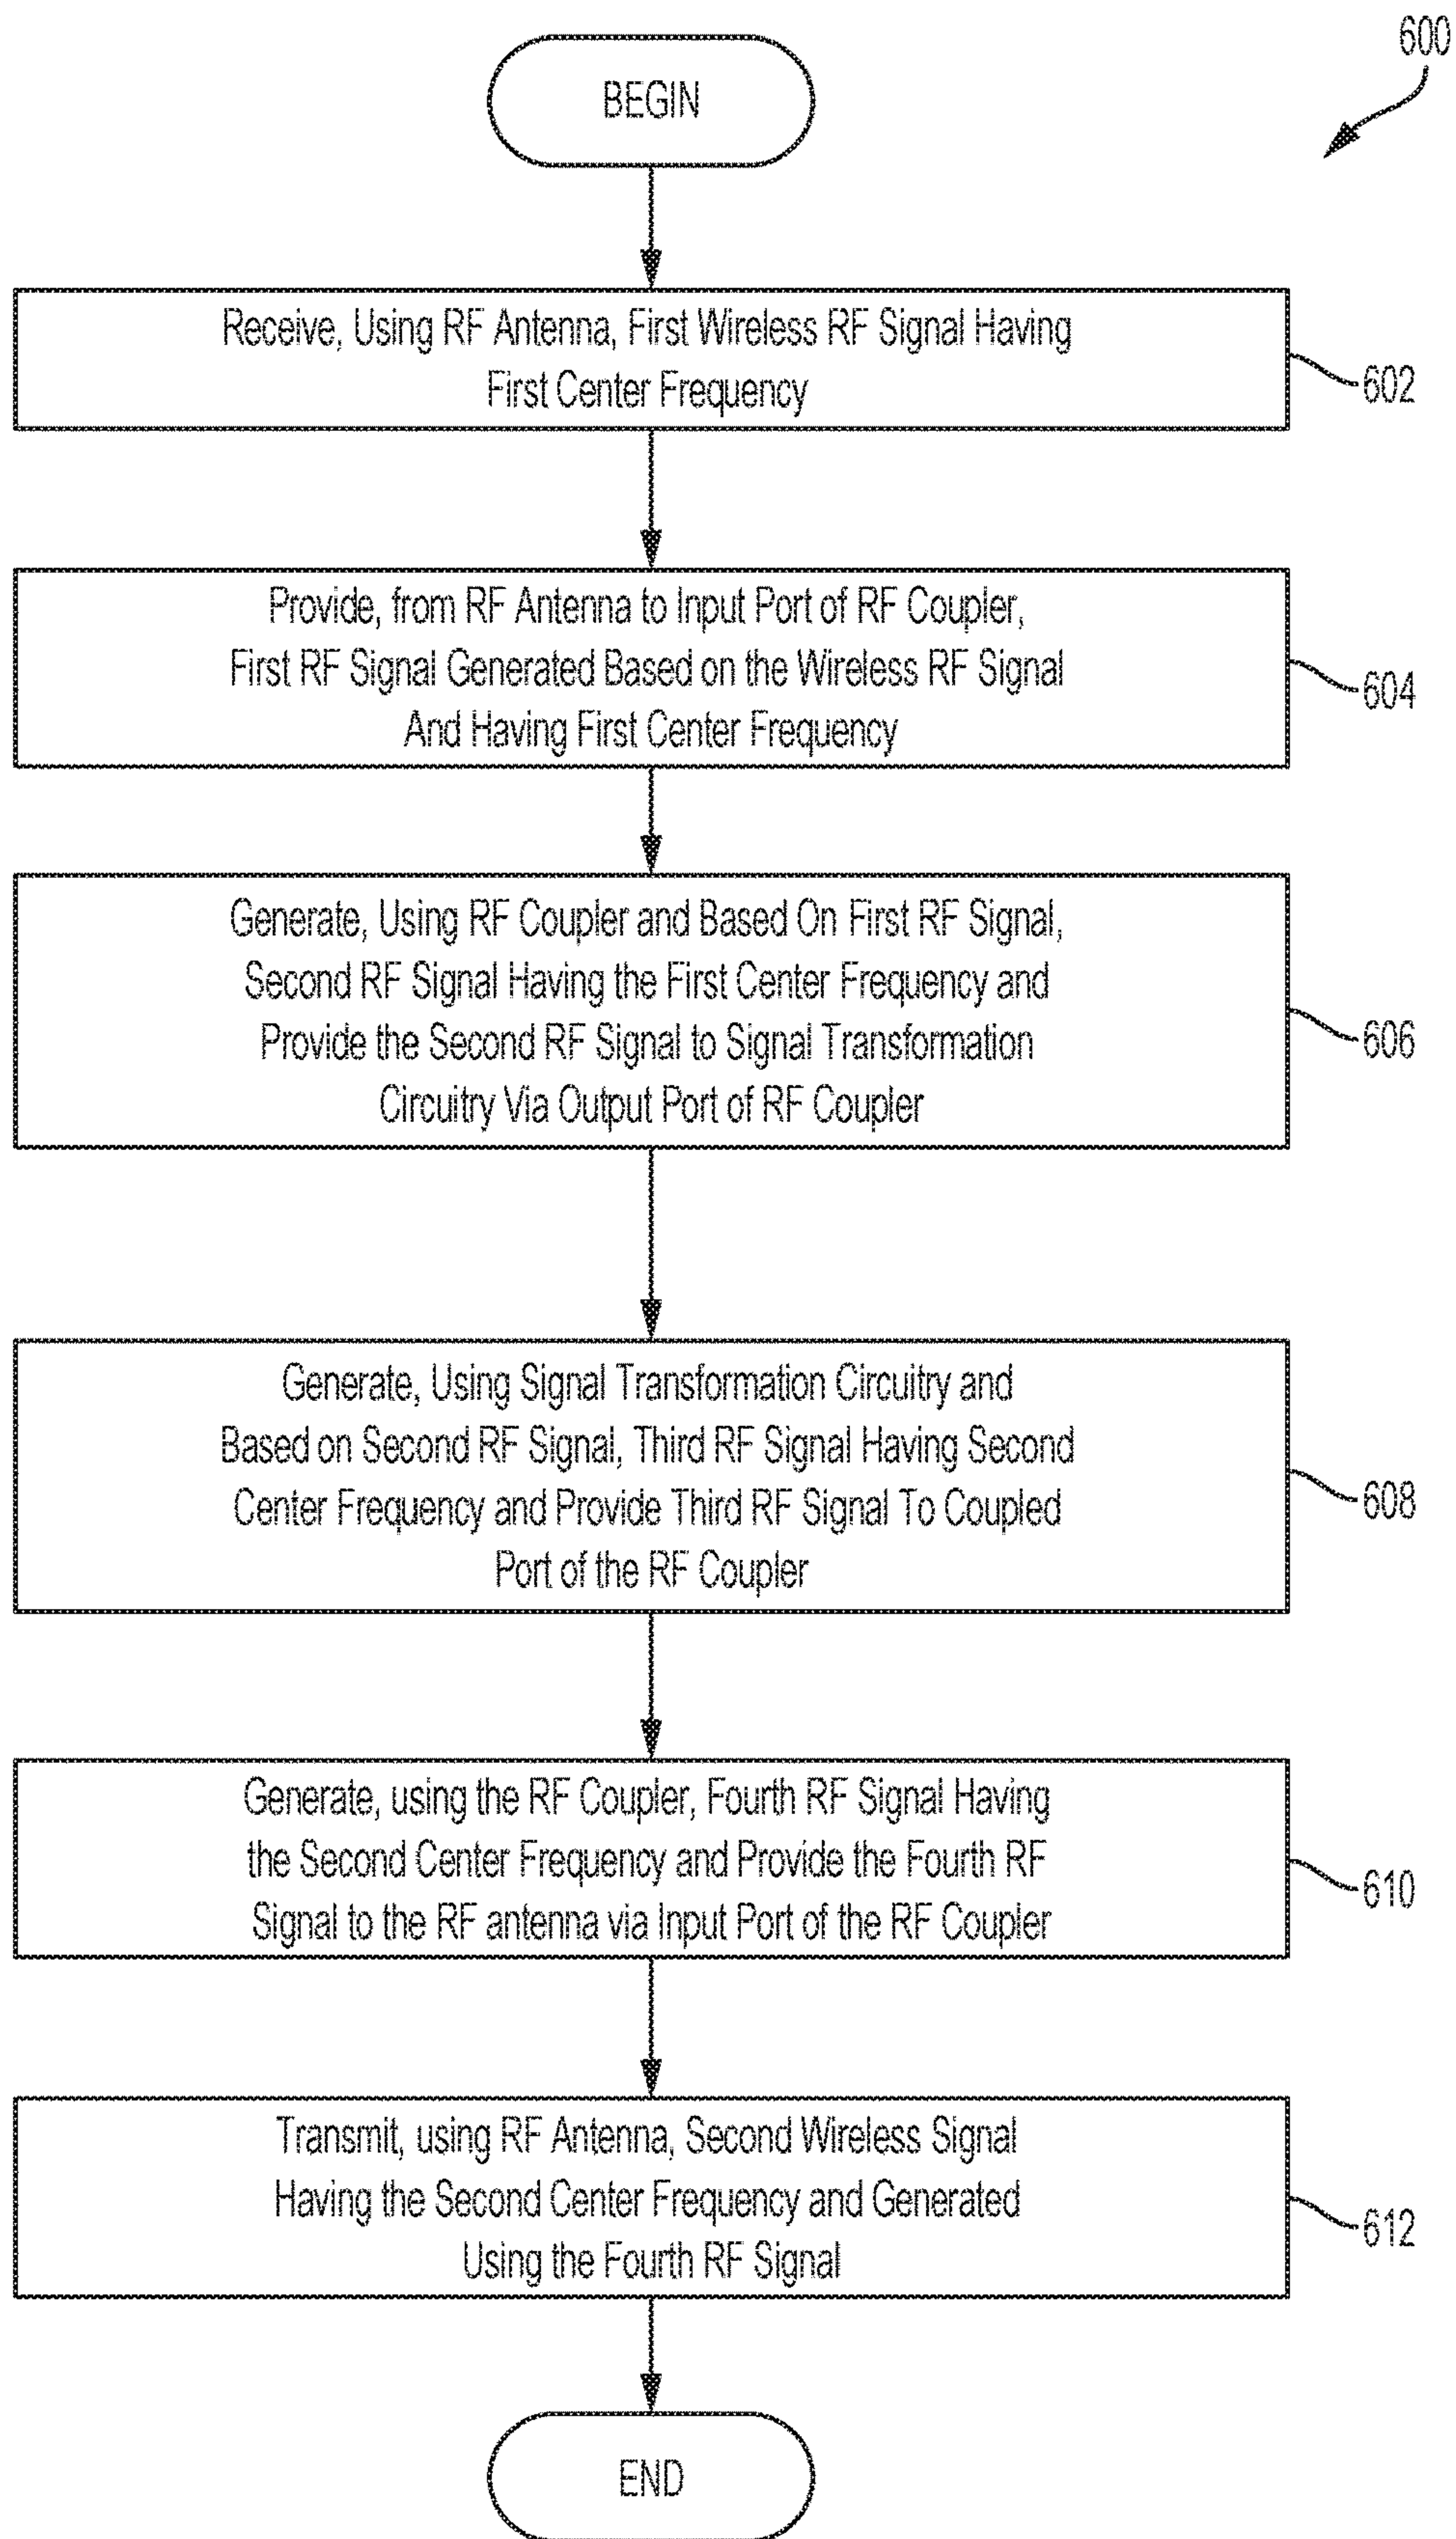 600
BEGIN
Receive, Using RF Antenna, First Wireless RF Signal Having
First Center Frequency
602
Provide, from RF Antenna to Input Port of RF Coupler,
First RF Signal Generated Based on the Wireless RF Signal
And Having First Center Frequency
604
Generate, Using RF Coupler and Based On First RF Signal,
Second RF Signal Having the First Center Frequency and
Provide the Second RF Signal to Signal Transformation
Circuitry Via Output Port of RF Coupler
606
Generate, Using Signal Transformation Circuitry and
Based on Second RF Signal, Third RF Signal Having Second
Center Frequency and Provide Third RF Signal To Coupled
Port of the RF Coupler
608
Generate, using the RF Coupler, Fourth RF Signal Having
the Second Center Frequency and Provide the Fourth RF
Signal to the RF antenna via Input Port of the RF Coupler
610
Transmit, using RF Antenna, Second Wireless Signal
Having the Second Center Frequency and Generated
Using the Fourth RF Signal
612
END